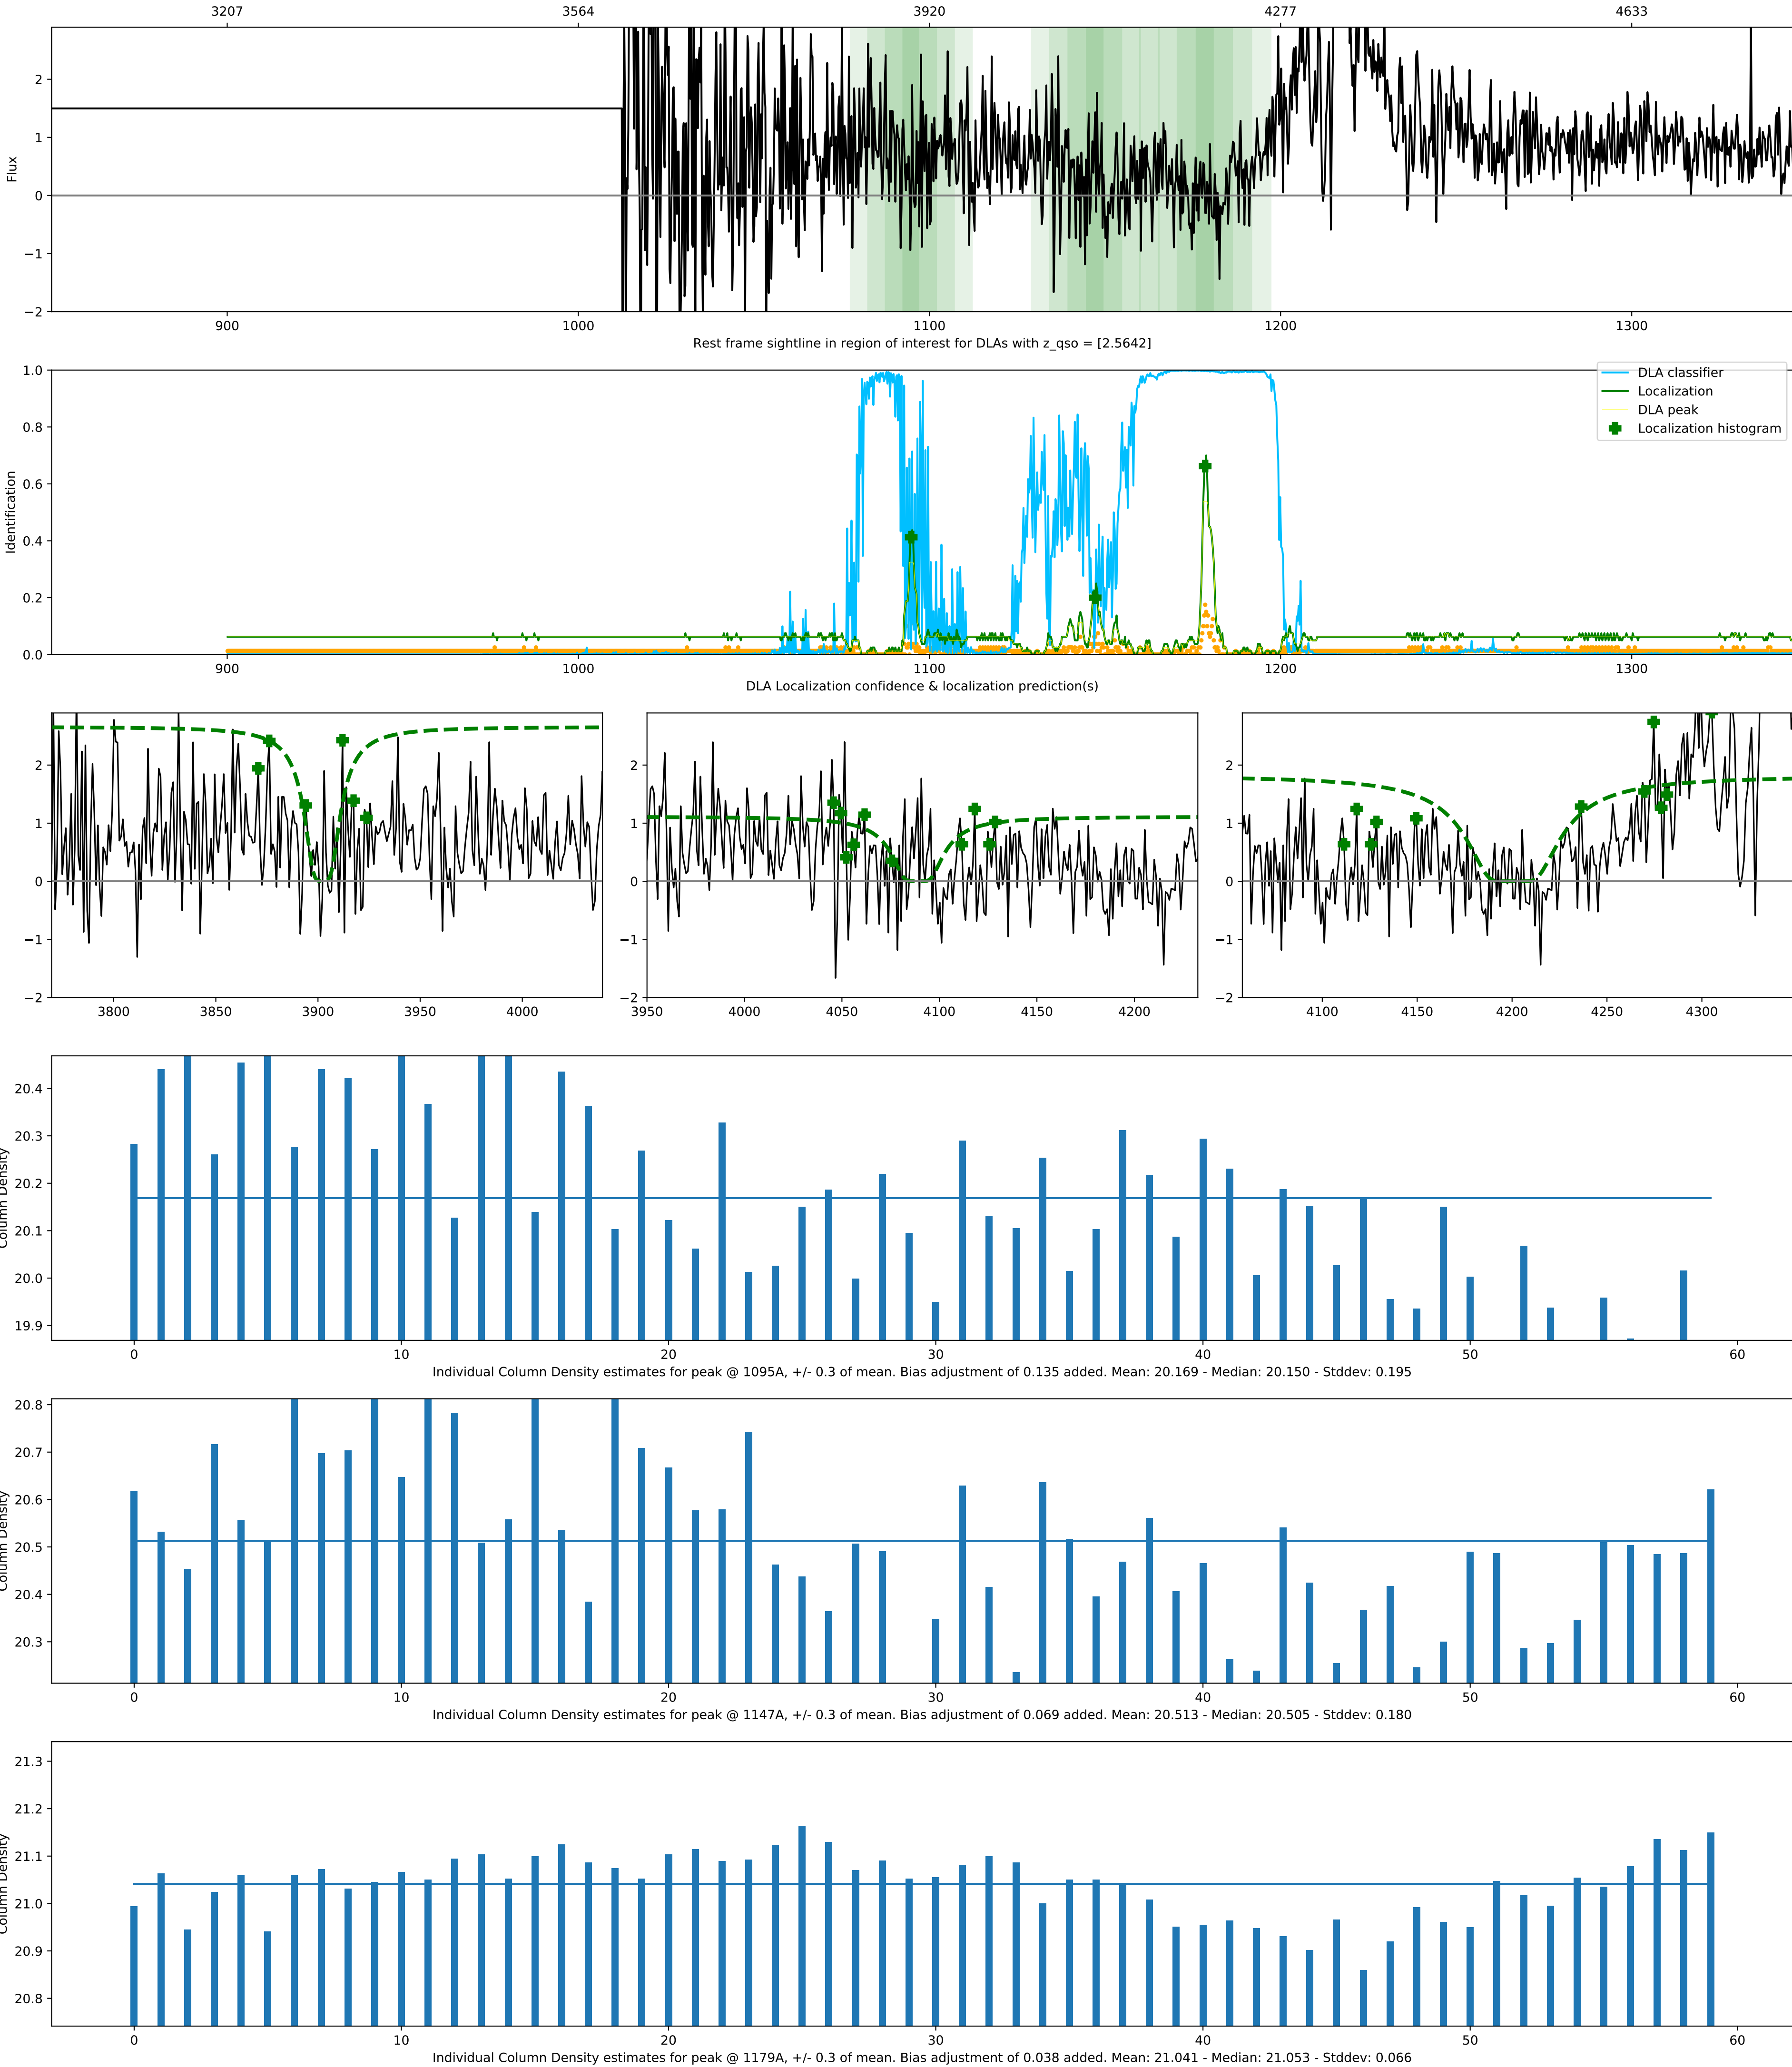 3207 3564 3920 4277 4633
Flux
2
1
0
−1
−2
900 1000 1100 1200 1300
Rest frame sightline in region of interest for DLAs with z_qso = [2.5642]
Identification
1.0
0.8
0.6
0.4
0.2
0.0
DLA classifier
Localization
DLA peak
Localization histogram
900 1000 1100 1200 1300
DLA Localization confidence & localization prediction(s)
2
1
0
−1
−2
3800 3850 3900 3950 4000
2
1
0
−1
−2
3950 4000 4050 4100 4150 4200
2
1
0
−1
−2
4100 4150 4200 4250 4300
Column Density
20.4
20.3
20.2
20.1
20.0
19.9
0 10 20 30 40 50 60
Individual Column Density estimates for peak @ 1095A, +/- 0.3 of mean. Bias adjustment of 0.135 added. Mean: 20.169 - Median: 20.150 - Stddev: 0.195
Column Density
20.8
20.7
20.6
20.5
20.4
20.3
0 10 20 30 40 50 60
Individual Column Density estimates for peak @ 1147A, +/- 0.3 of mean. Bias adjustment of 0.069 added. Mean: 20.513 - Median: 20.505 - Stddev: 0.180
Column Density
21.3
21.2
21.1
21.0
20.9
20.8
0 10 20 30 40 50 60
Individual Column Density estimates for peak @ 1179A, +/- 0.3 of mean. Bias adjustment of 0.038 added. Mean: 21.041 - Median: 21.053 - Stddev: 0.066